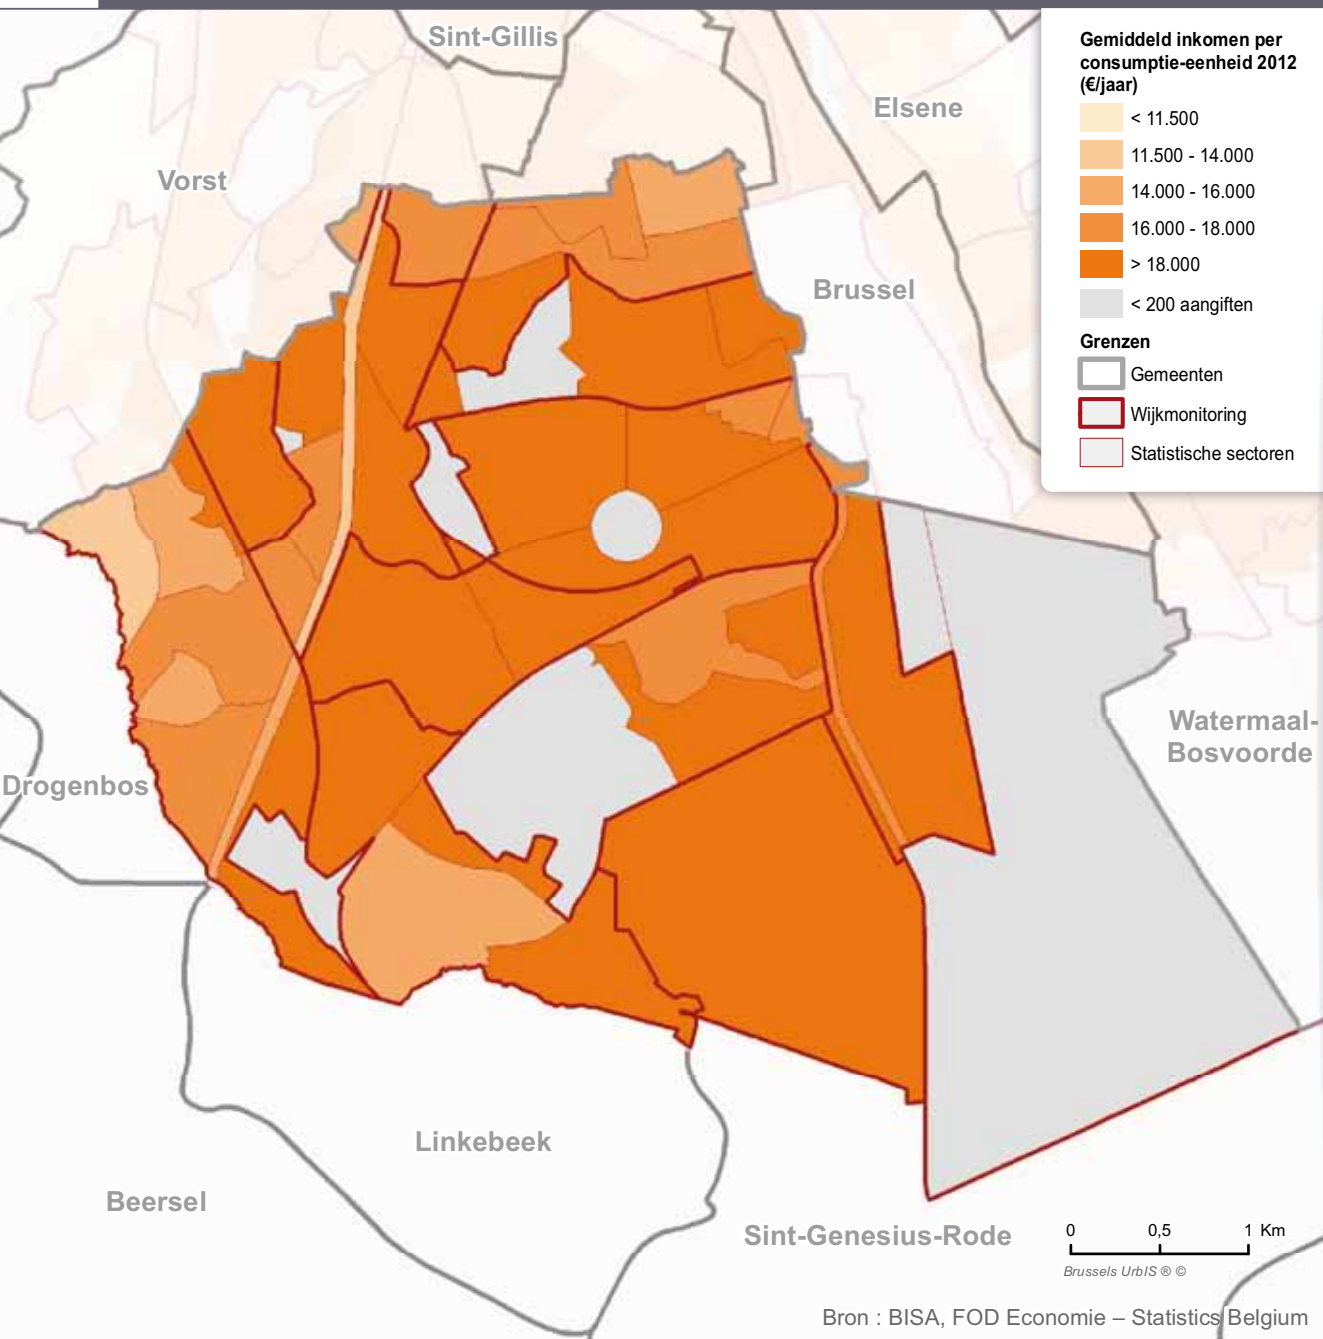 Sint-Gillis
Elsene
Vorst
Brussel
Gemiddeld inkomen per
consumptie-eenheid 2012
(€/jaar)
< 11.500
11.500 - 14.000
14.000 - 16.000
16.000 - 18.000
> 18.000
< 200 aangiften
Grenzen
Gemeenten
Wijkmonitoring
Statistische sectoren
Watermaal-
Bosvoorde
Drogenbos
Linkebeek
Beersel
Sint-Genesius-Rode
0 0,5 1 Km
Brussels UrbIS ® ©
Bron : BISA, FOD Economie – Statistics Belgium